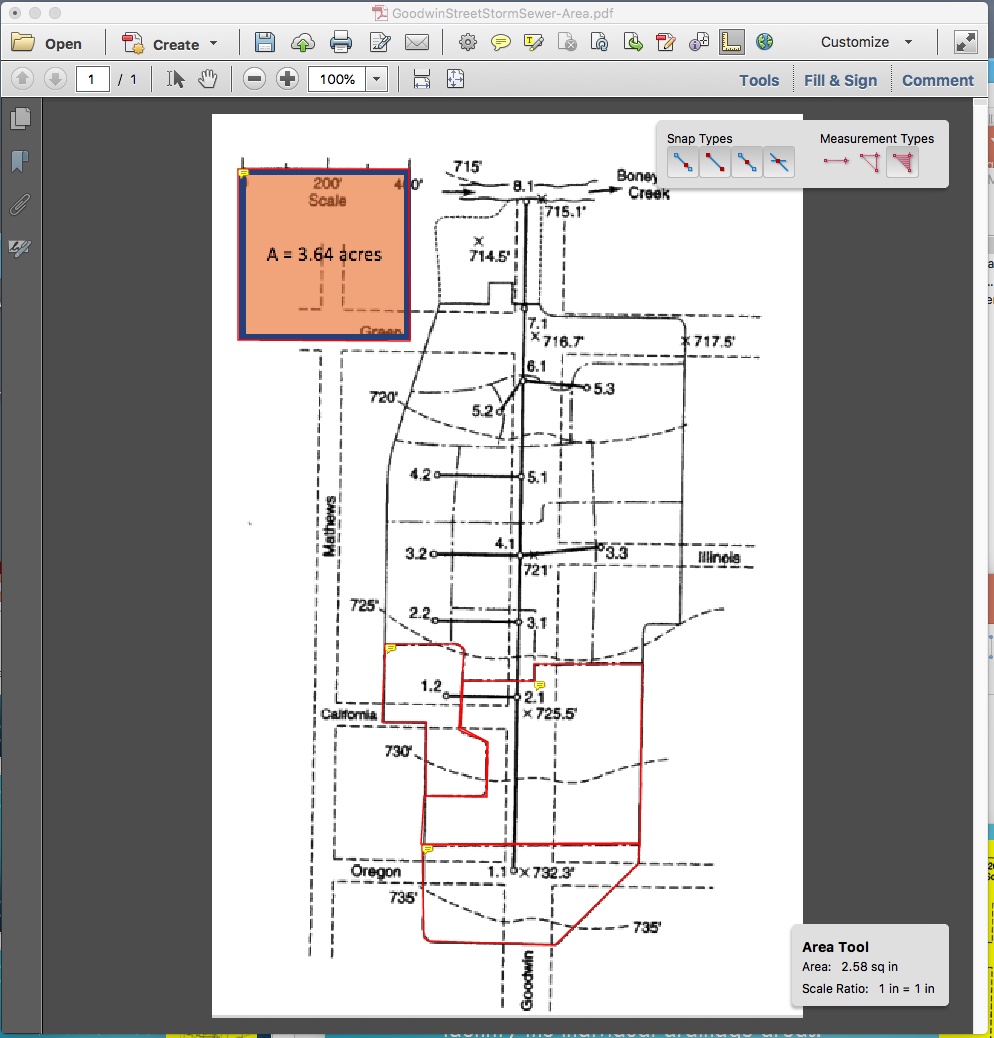 GoodwinStreetStormSewer-Area.pdf
Open
Create
Customize
1 / 1
100%
Tools
Fill & Sign
Comment
Snap Types
Measurement Types
200'
400'
Scale
A = 3.64 acres
Green
715'
8.1
Boney
Creek
715.1'
714.5'
7.1
716.7'
717.5'
6.1
5.3
720'
5.2
4.2
5.1
Mathews
4.1
3.2
3.3
721'
Illinois
725'
2.2
3.1
1.2
2.1
California
725.5'
730'
Oregon
1.1
732.3'
735'
735'
Goodwin
Area Tool
Area: 2.58 sq in
Scale Ratio: 1 in = 1 in